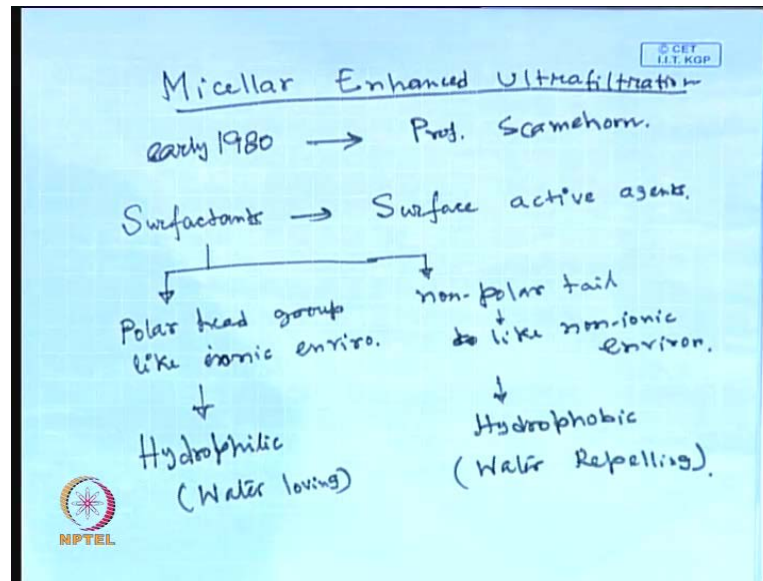 © CET
I.I.T. KGP
Micellar Enhanced Ultrafiltration
early 1980 → Prof. Scamehorn.
Surfactants → Surface active agents.
Polar head group
like ionic enviro.
↓
Hydrophilic
(Water loving)
non-polar tail
↓
like non-ionic
environ.
↓
Hydrophobic
(Water Repelling).
NPTEL